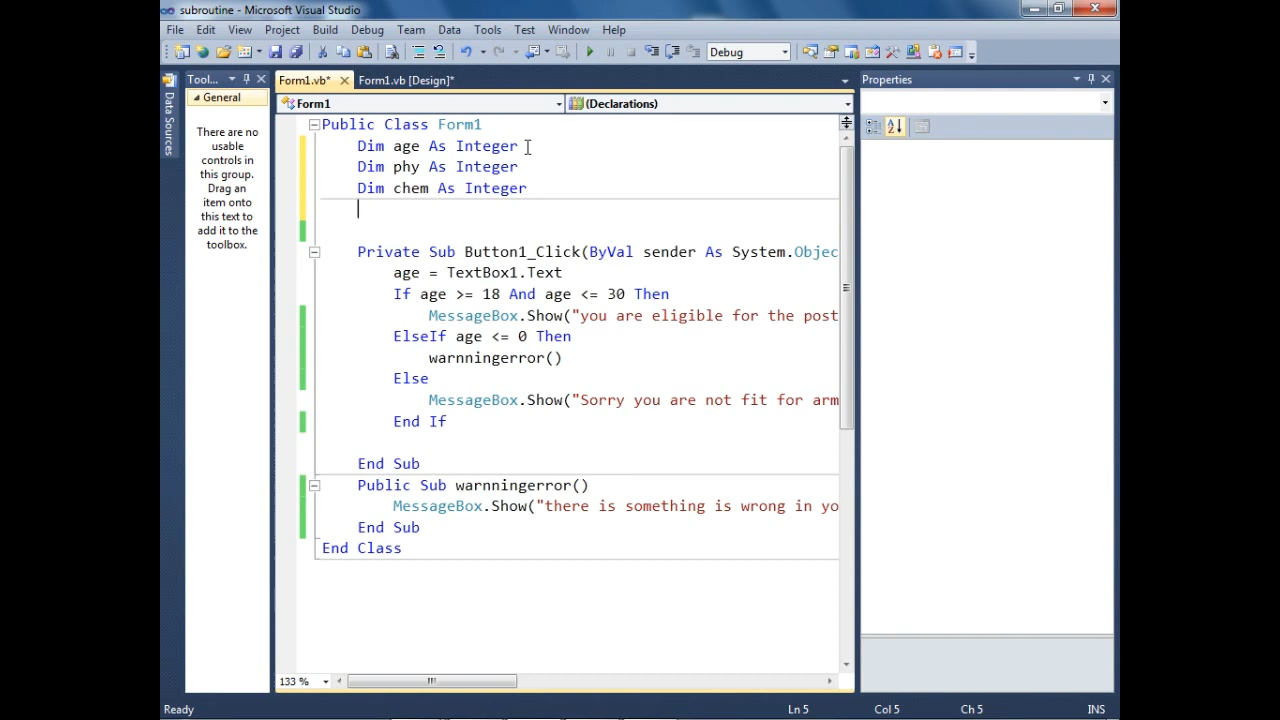 subroutine - Microsoft Visual Studio
File Edit View Project Build Debug Team Data Tools Test Window Help
Debug
Tool...
Form1.vb*
Form1.vb [Design]*
Properties
Data Sources
General
Form1
(Declarations)
There are no
usable
controls in
this group.
Drag an
item onto
this text to
add it to the
toolbox.
Public Class Form1
Dim age As Integer
Dim phy As Integer
Dim chem As Integer
Private Sub Button1_Click(ByVal sender As System.Objec
age = TextBox1.Text
If age >= 18 And age <= 30 Then
MessageBox.Show("you are eligible for the post
ElseIf age <= 0 Then
warnningerror()
Else
MessageBox.Show("Sorry you are not fit for arm
End If
End Sub
Public Sub warnningerror()
MessageBox.Show("there is something is wrong in yo
End Sub
End Class
133 %
Ready
Ln 5
Col 5
Ch 5
INS